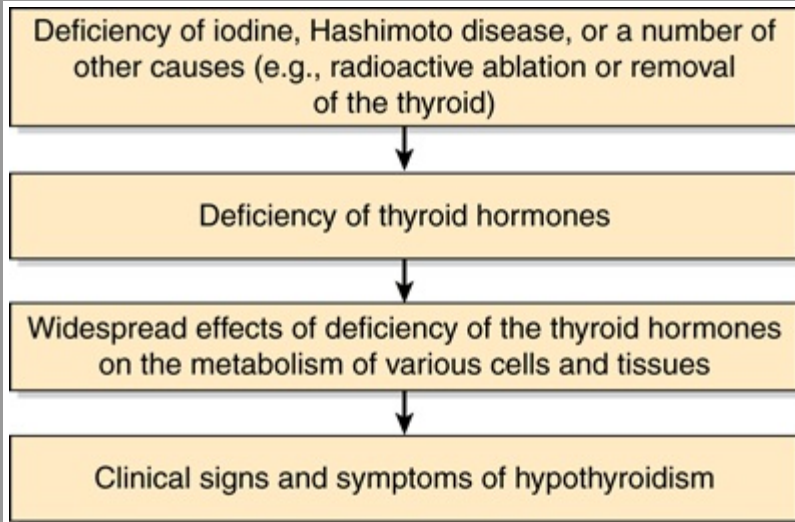 Deficiency of iodine, Hashimoto disease, or a number of
other causes (e.g., radioactive ablation or removal
of the thyroid)
Deficiency of thyroid hormones
Widespread effects of deficiency of the thyroid hormones
on the metabolism of various cells and tissues
Clinical signs and symptoms of hypothyroidism